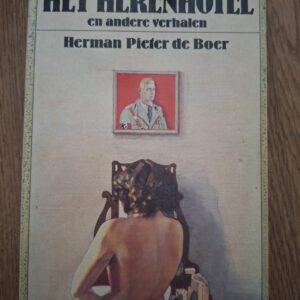 HET HERENHOTEL
en andere verhalen
Herman Pieter de Boer